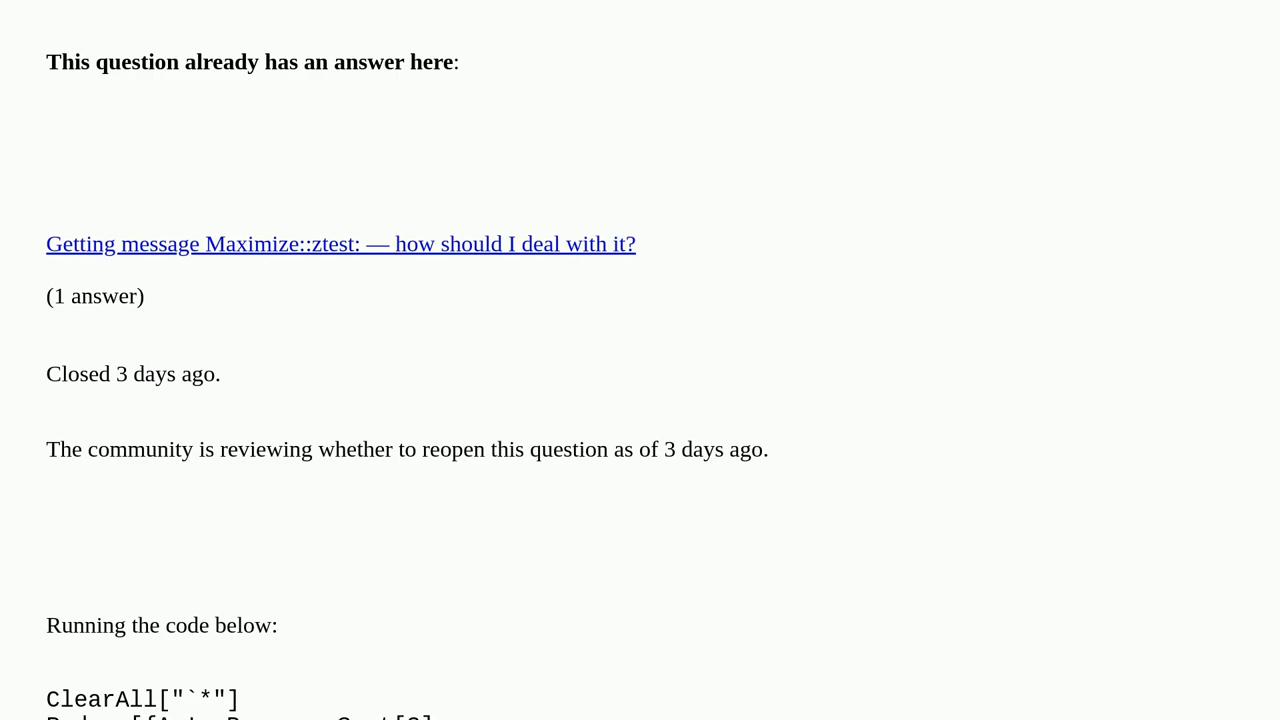 This question already has an answer here:
Getting message Maximize::ztest: — how should I deal with it?
(1 answer)
Closed 3 days ago.
The community is reviewing whether to reopen this question as of 3 days ago.
Running the code below:
ClearAll["`*"]